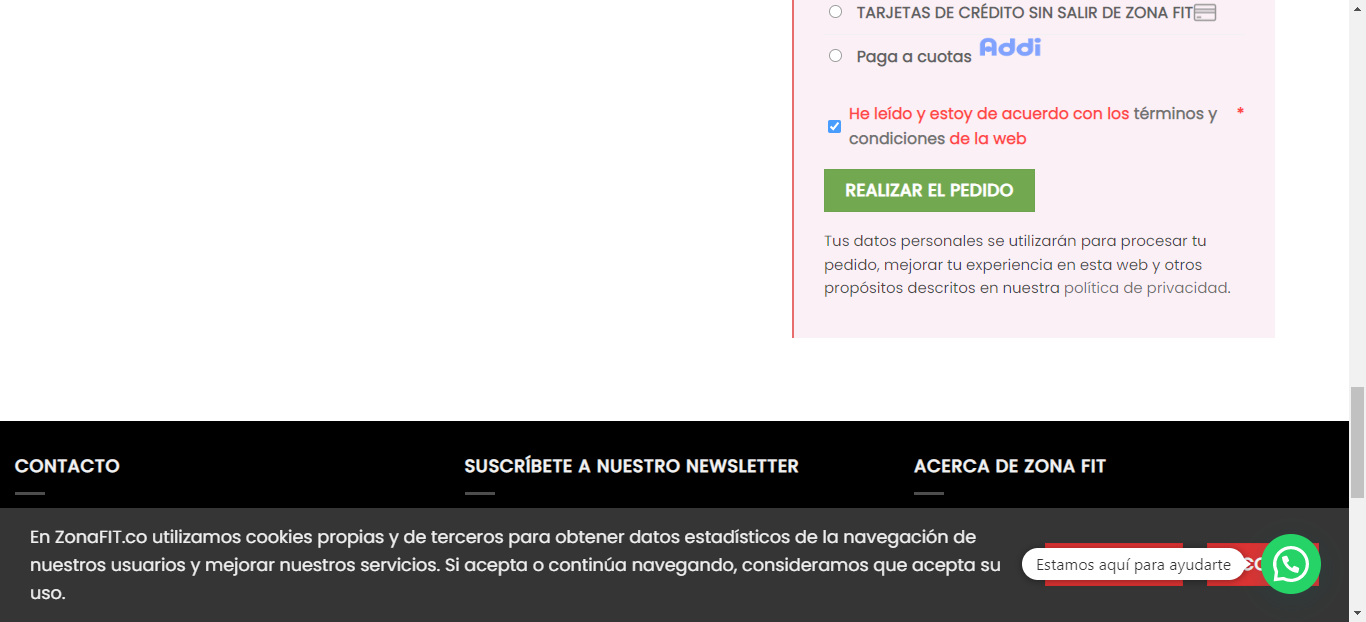 TARJETAS DE CRÉDITO SIN SALIR DE ZONA FIT
Paga a cuotas Addi
He leído y estoy de acuerdo con los términos y *
condiciones de la web
REALIZAR EL PEDIDO
Tus datos personales se utilizarán para procesar tu
pedido, mejorar tu experiencia en esta web y otros
propósitos descritos en nuestra política de privacidad.
CONTACTO
SUSCRÍBETE A NUESTRO NEWSLETTER
ACERCA DE ZONA FIT
En ZonaFIT.co utilizamos cookies propias y de terceros para obtener datos estadísticos de la navegación de
nuestros usuarios y mejorar nuestros servicios. Si acepta o continúa navegando, consideramos que acepta su
uso.
Estamos aquí para ayudarte